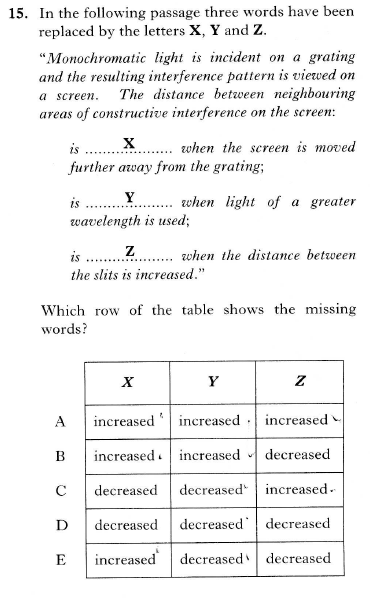 15. In the following passage three words have been
replaced by the letters X, Y and Z.
"Monochromatic light is incident on a grating
and the resulting interference pattern is viewed on
a screen. The distance between neighbouring
areas of constructive interference on the screen:
is ........X......... when the screen is moved
further away from the grating;
is ........Y......... when light of a greater
wavelength is used;
is ........Z......... when the distance between
the slits is increased."
Which row of the table shows the missing
words?
X Y Z
A increased increased increased
B increased increased decreased
C decreased decreased increased
D decreased decreased decreased
E increased decreased decreased